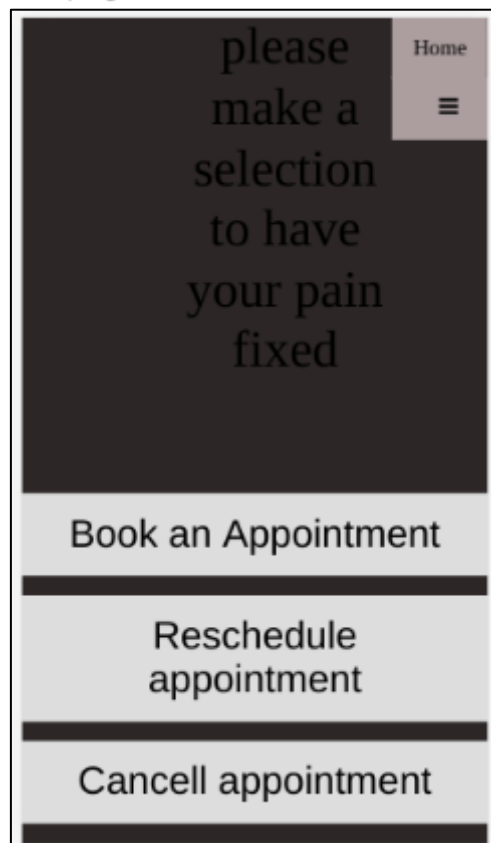 please
make a
selection
to have
your pain
fixed
Home
Book an Appointment
Reschedule
appointment
Cancell appointment